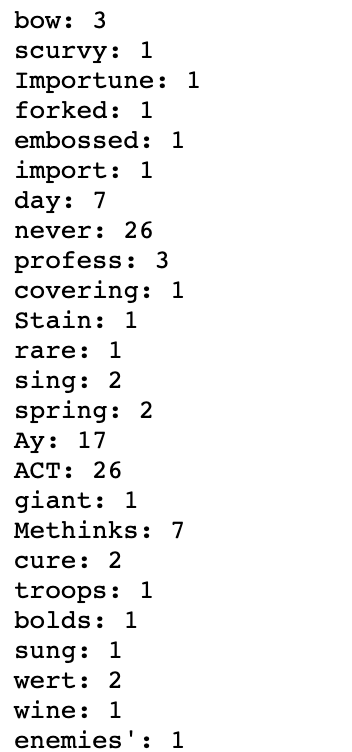 bow: 3
scurvy: 1
Importune: 1
forked: 1
embossed: 1
import: 1
day: 7
never: 26
profess: 3
covering: 1
Stain: 1
rare: 1
sing: 2
spring: 2
Ay: 17
ACT: 26
giant: 1
Methinks: 7
cure: 2
troops: 1
bolds: 1
sung: 1
wert: 2
wine: 1
enemies': 1